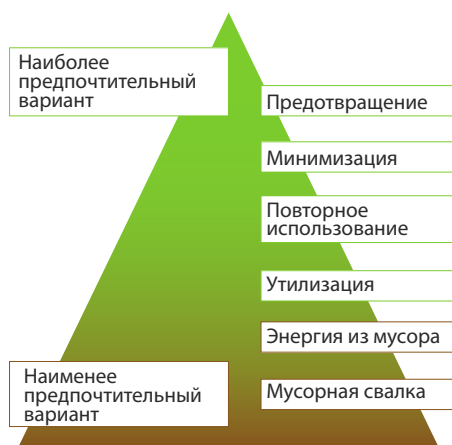 Наиболее
предпочтительный
вариант
Предотвращение
Минимизация
Повторное
использование
Утилизация
Энергия из мусора
Наименее
предпочтительный
вариант
Мусорная свалка